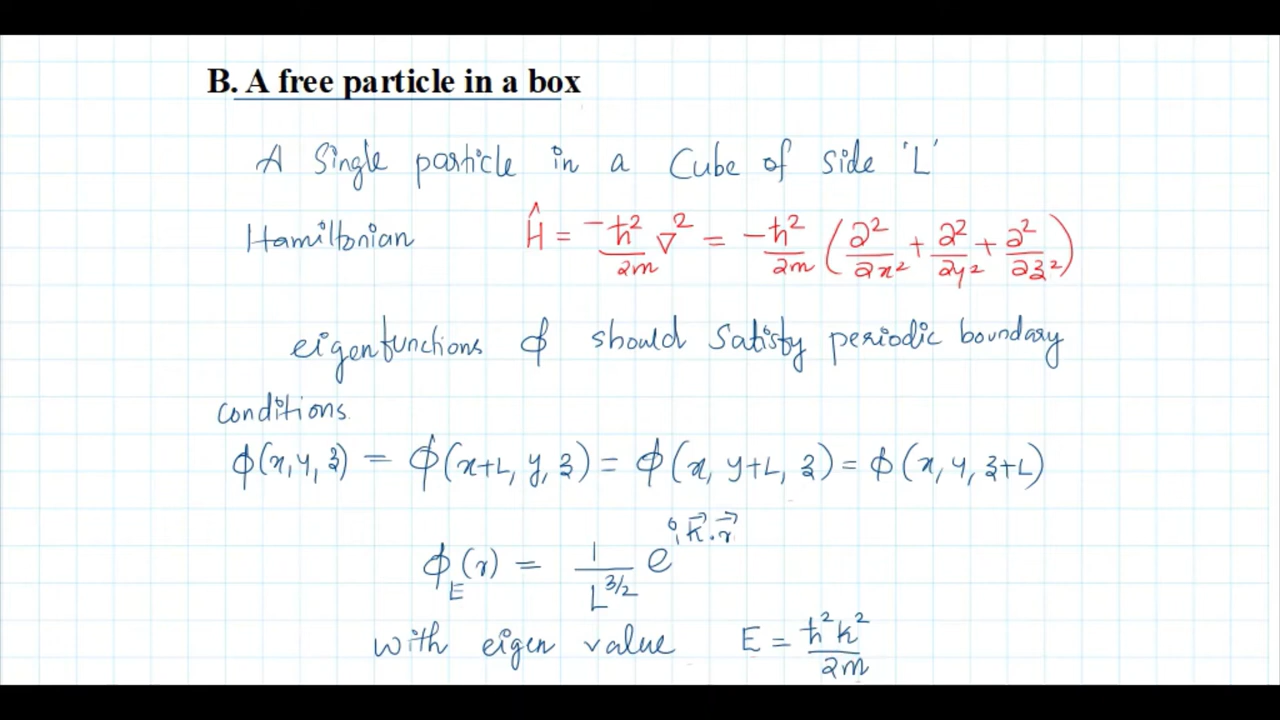 B. A free particle in a box
A Single particle in a Cube of side 'L'
Hamiltonian Ĥ = -ħ²/2m ∇² = -ħ²/2m (∂²/∂x² + ∂²/∂y² + ∂²/∂z²)
eigenfunctions ϕ should satisfy periodic boundary
conditions
ϕ(x, y, z) = ϕ(x+L, y, z) = ϕ(x, y+L, z) = ϕ(x, y, z+L)
ϕ_E(r) = 1/L^{3/2} e^{i k⃗·r⃗}
with eigen value E = ħ²k²/2m